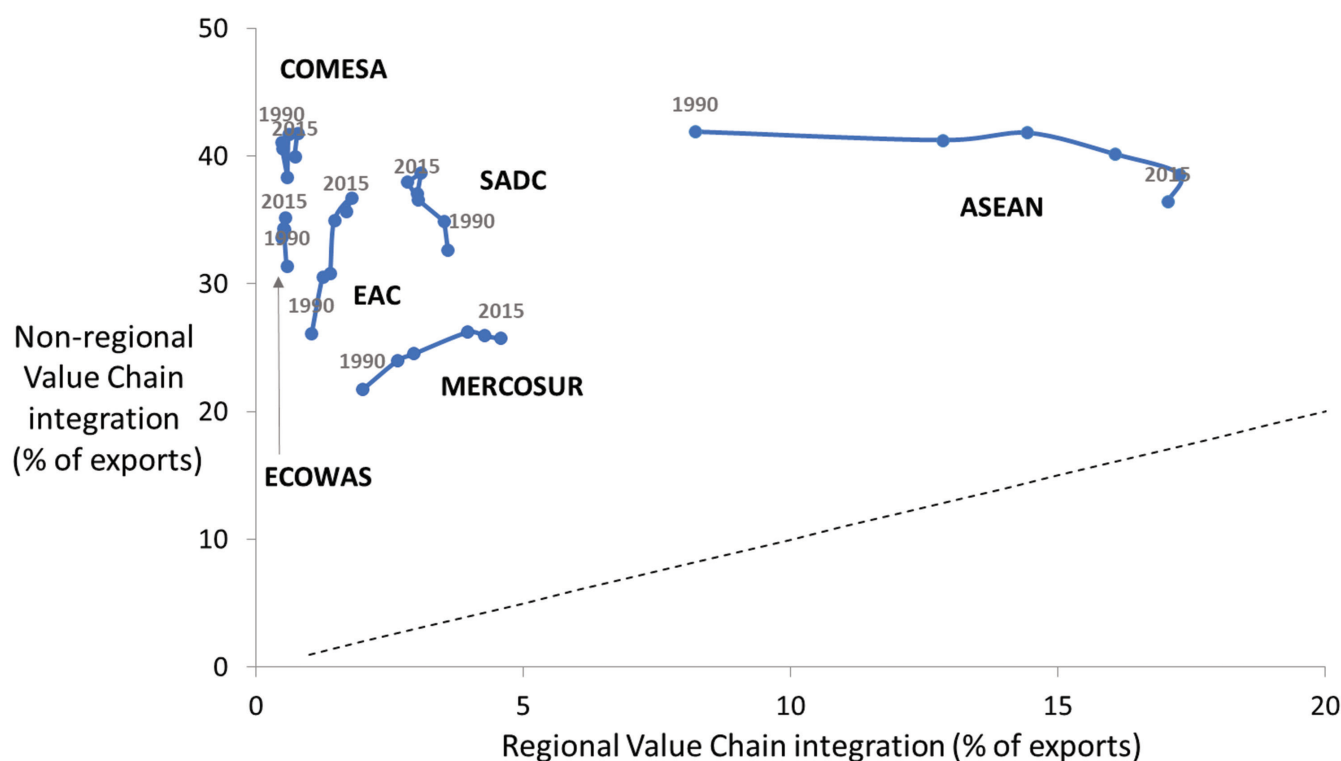 50
COMESA
1990
2015
1990
40
2015
2015
SADC
2015
1990
2015
ASEAN
1990
30
1990
EAC
2015
Non-regional
Value Chain
integration
(% of exports)
1990
MERCOSUR
20
ECOWAS
10
0
0
5
10
15
20
Regional Value Chain integration (% of exports)